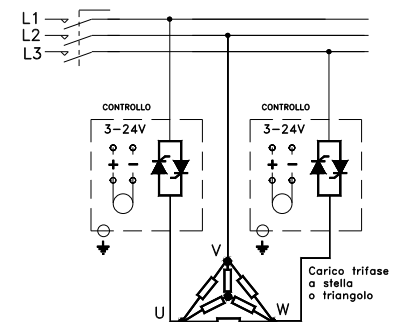 L1
L2
L3
CONTROLLO
CONTROLLO
3-24V
3-24V
+ -
+ -
V
U
W
Carico trifase
a stella
o triangolo